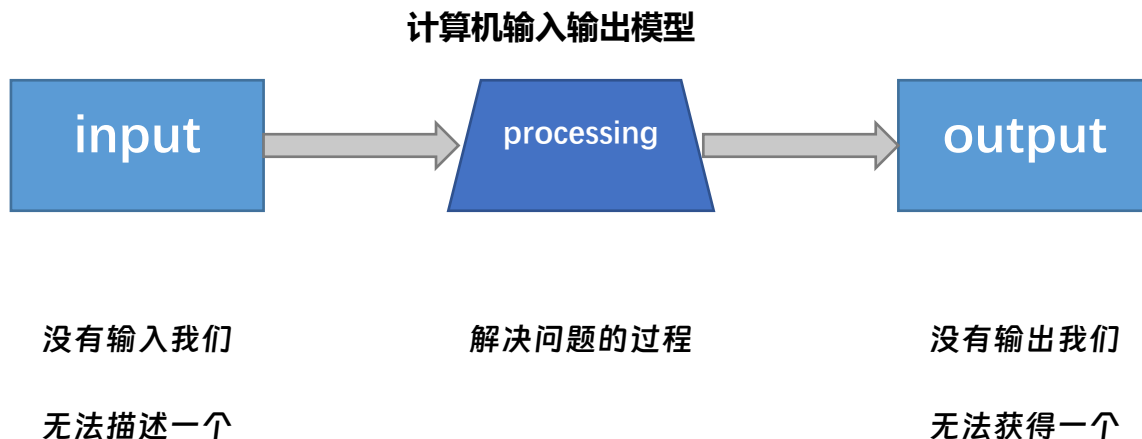 计算机输入输出模型
input
processing
output
没有输入我们
无法描述一个
解决问题的过程
没有输出我们
无法获得一个